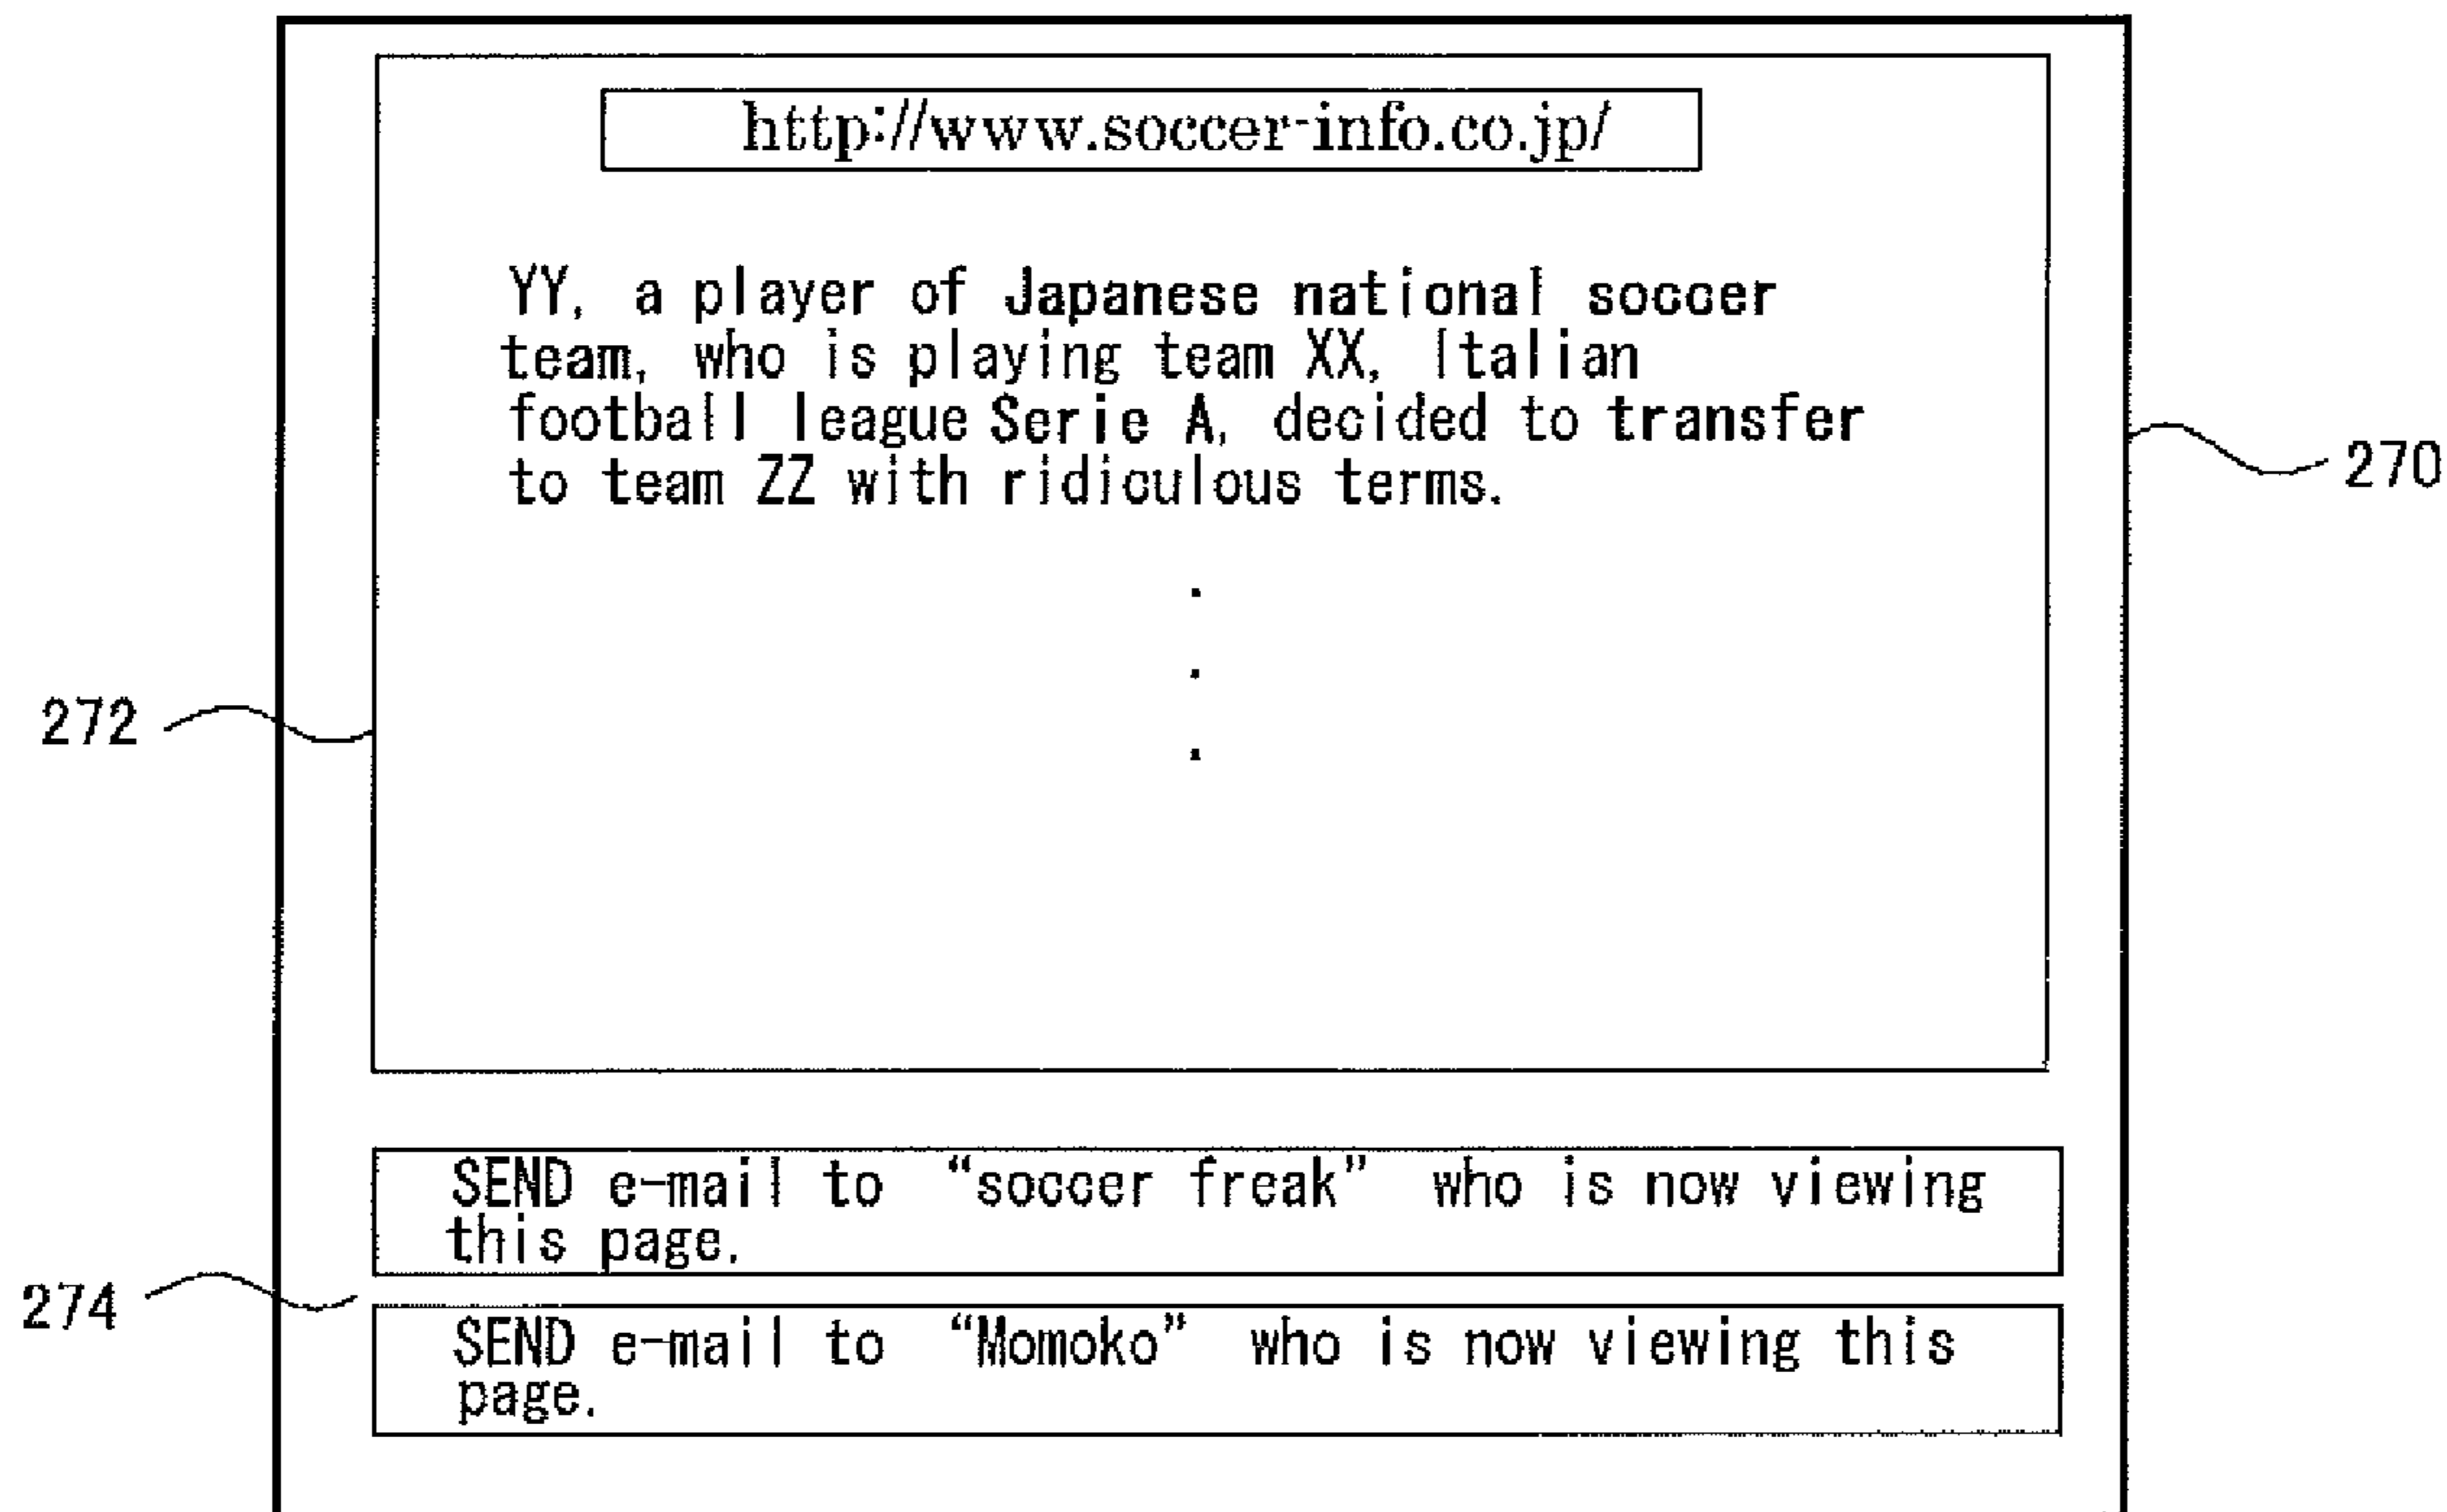 http://www.soccer-info.co.jp/
YY, a player of Japanese national soccer
team, who is playing team XX, Italian
football league Serie A, decided to transfer
to team ZZ with ridiculous terms.
270
272
SEND e-mail to “soccer freak” who is now viewing
this page.
274
SEND e-mail to “Momoko” who is now viewing this
page.